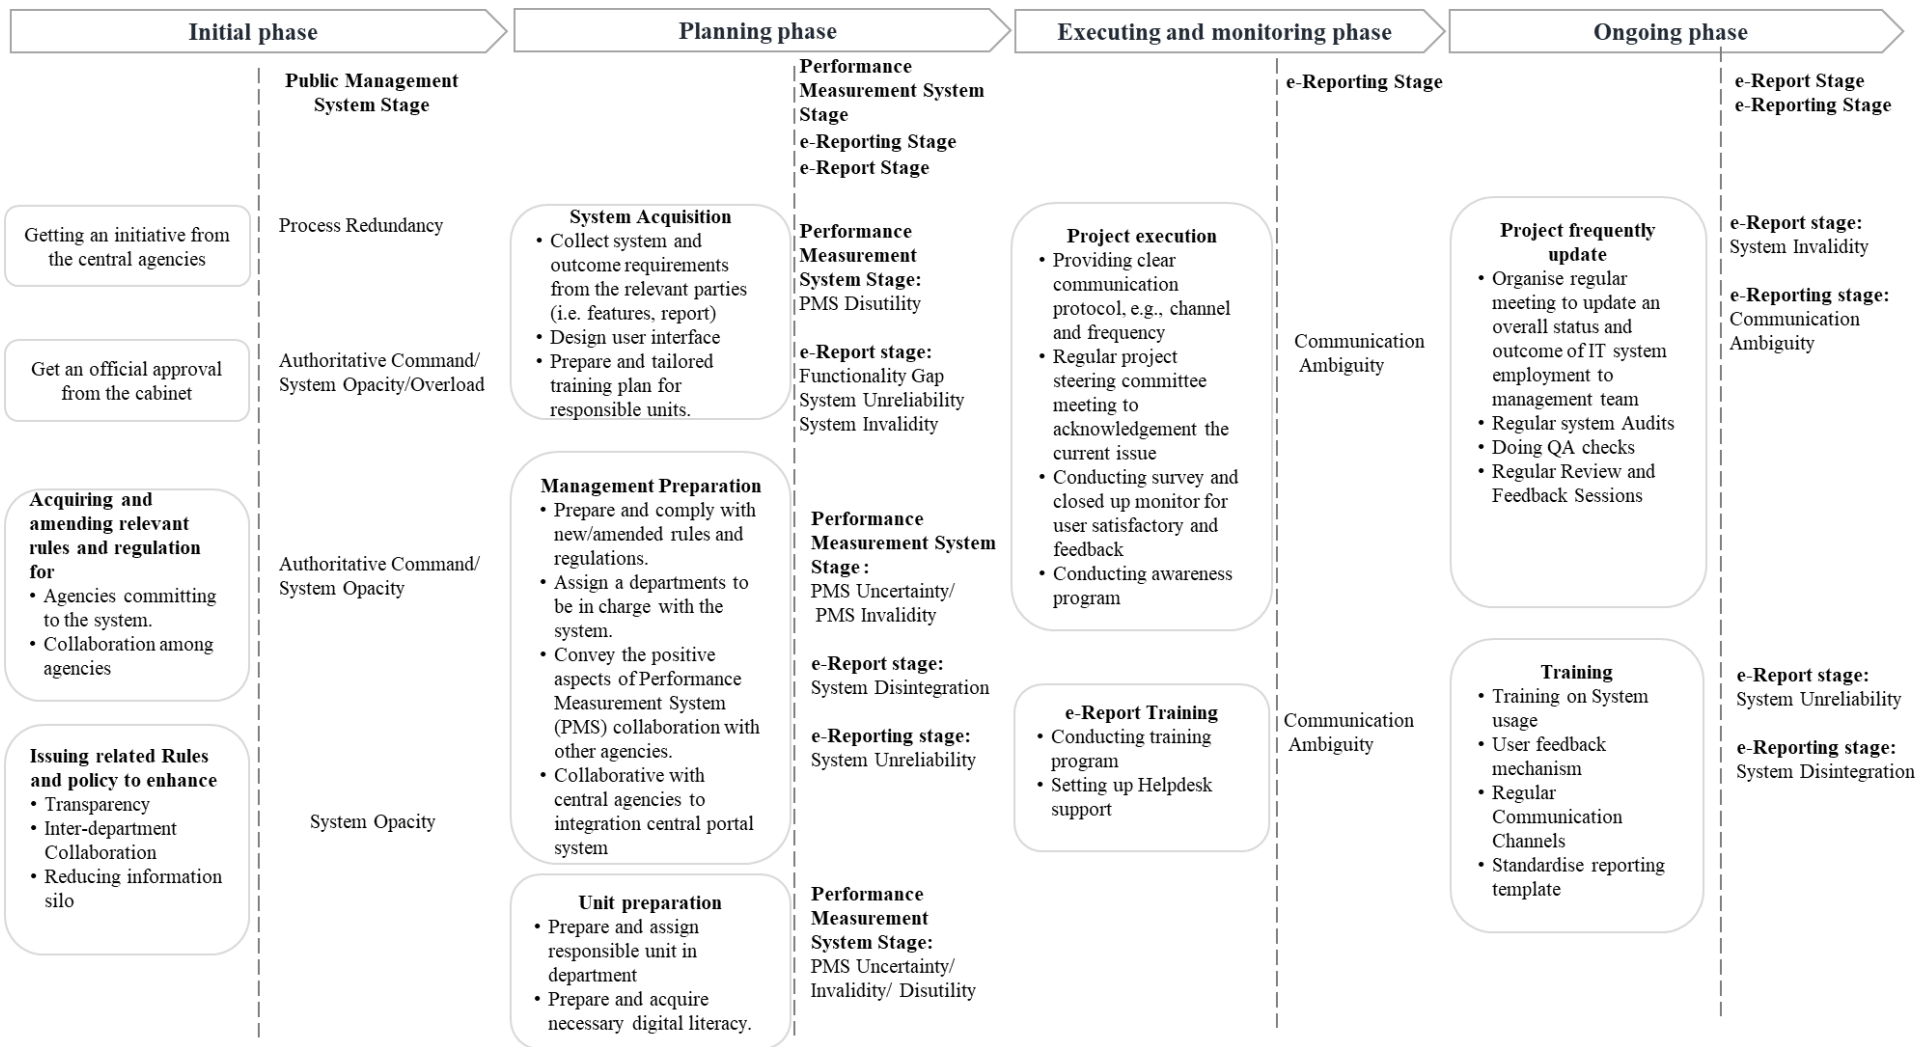 Initial phase
Planning phase
Executing and monitoring phase
Ongoing phase
Public Management
System Stage
Getting an initiative from
the central agencies
Process Redundancy
Get an official approval
from the cabinet
Authoritative Command/
System Opacity/Overload
Acquiring and
amending relevant
rules and regulation
for
• Agencies committing
to the system.
• Collaboration among
agencies
Authoritative Command/
System Opacity
Issuing related Rules
and policy to enhance
• Transparency
• Inter-department
Collaboration
• Reducing information
silo
System Opacity
Performance
Measurement System
Stage
e-Reporting Stage
e-Report Stage
System Acquisition
• Collect system and
outcome requirements
from the relevant parties
(i.e. features, report)
• Design user interface
• Prepare and tailored
training plan for
responsible units.
Performance
Measurement
System Stage:
PMS Disutility
e-Report stage:
Functionality Gap
System Unreliability
System Invalidity
Management Preparation
• Prepare and comply with
new/amended rules and
regulations.
• Assign a departments to
be in charge with the
system.
• Convey the positive
aspects of Performance
Measurement System
(PMS) collaboration with
other agencies.
• Collaborative with
central agencies to
integration central portal
system
Performance
Measurement System
Stage :
PMS Uncertainty/
PMS Invalidity
e-Report stage:
System Disintegration
e-Reporting stage:
System Unreliability
Unit preparation
• Prepare and assign
responsible unit in
department
• Prepare and acquire
necessary digital literacy.
Performance
Measurement
System Stage:
PMS Uncertainty/
Invalidity/ Disutility
e-Reporting Stage
Project execution
• Providing clear
communication
protocol, e.g., channel
and frequency
• Regular project
steering committee
meeting to
acknowledgement the
current issue
• Conducting survey and
closed up monitor for
user satisfactory and
feedback
• Conducting awareness
program
Communication
Ambiguity
e-Report Training
• Conducting training
program
• Setting up Helpdesk
support
Communication
Ambiguity
e-Report Stage
e-Reporting Stage
Project frequently
update
• Organise regular
meeting to update an
overall status and
outcome of IT system
employment to
management team
• Regular system Audits
• Doing QA checks
• Regular Review and
Feedback Sessions
e-Report stage:
System Invalidity
e-Reporting stage:
Communication
Ambiguity
Training
• Training on System
usage
• User feedback
mechanism
• Regular
Communication
Channels
• Standardise reporting
template
e-Report stage:
System Unreliability
e-Reporting stage:
System Disintegration